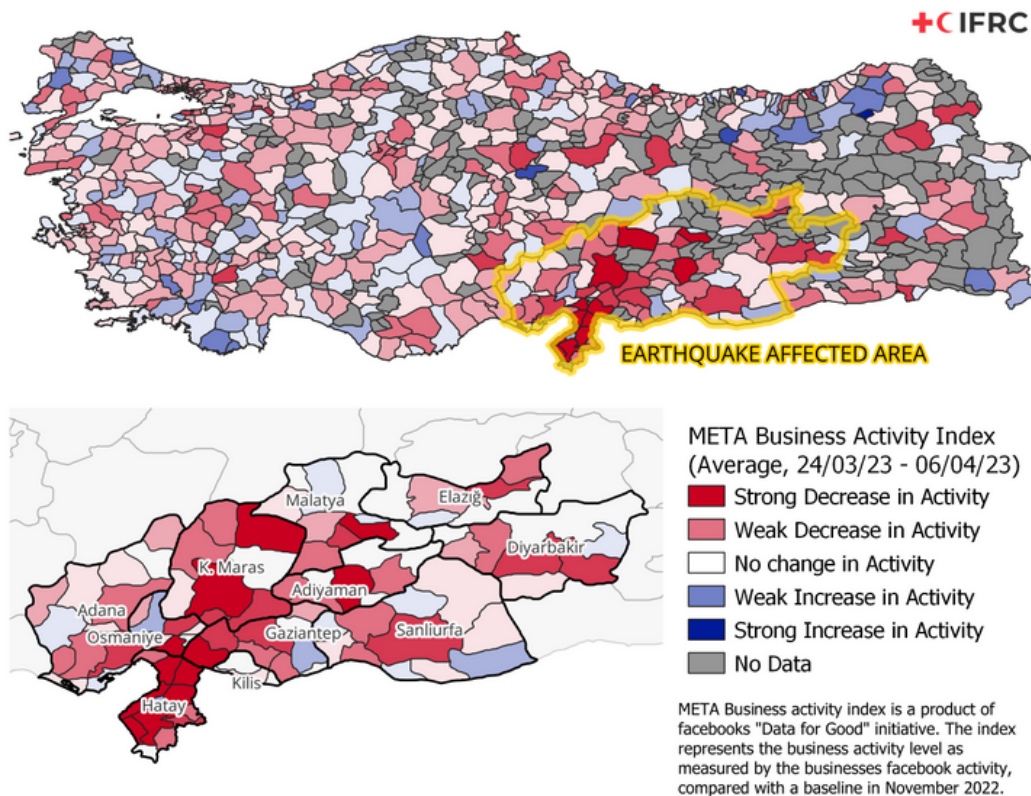 IFRC
EARTHQUAKE AFFECTED AREA
Malatya
Elazığ
Diyarbakir
K. Maras
Adiyaman
Adana
Osmaniye
Gaziantep
Sanliurfa
Kilis
Hatay
META Business Activity Index
(Average, 24/03/23 - 06/04/23)
Strong Decrease in Activity
Weak Decrease in Activity
No change in Activity
Weak Increase in Activity
Strong Increase in Activity
No Data
META Business activity index is a product of
facebooks "Data for Good" initiative. The index
represents the business activity level as
measured by the businesses facebook activity,
compared with a baseline in November 2022.